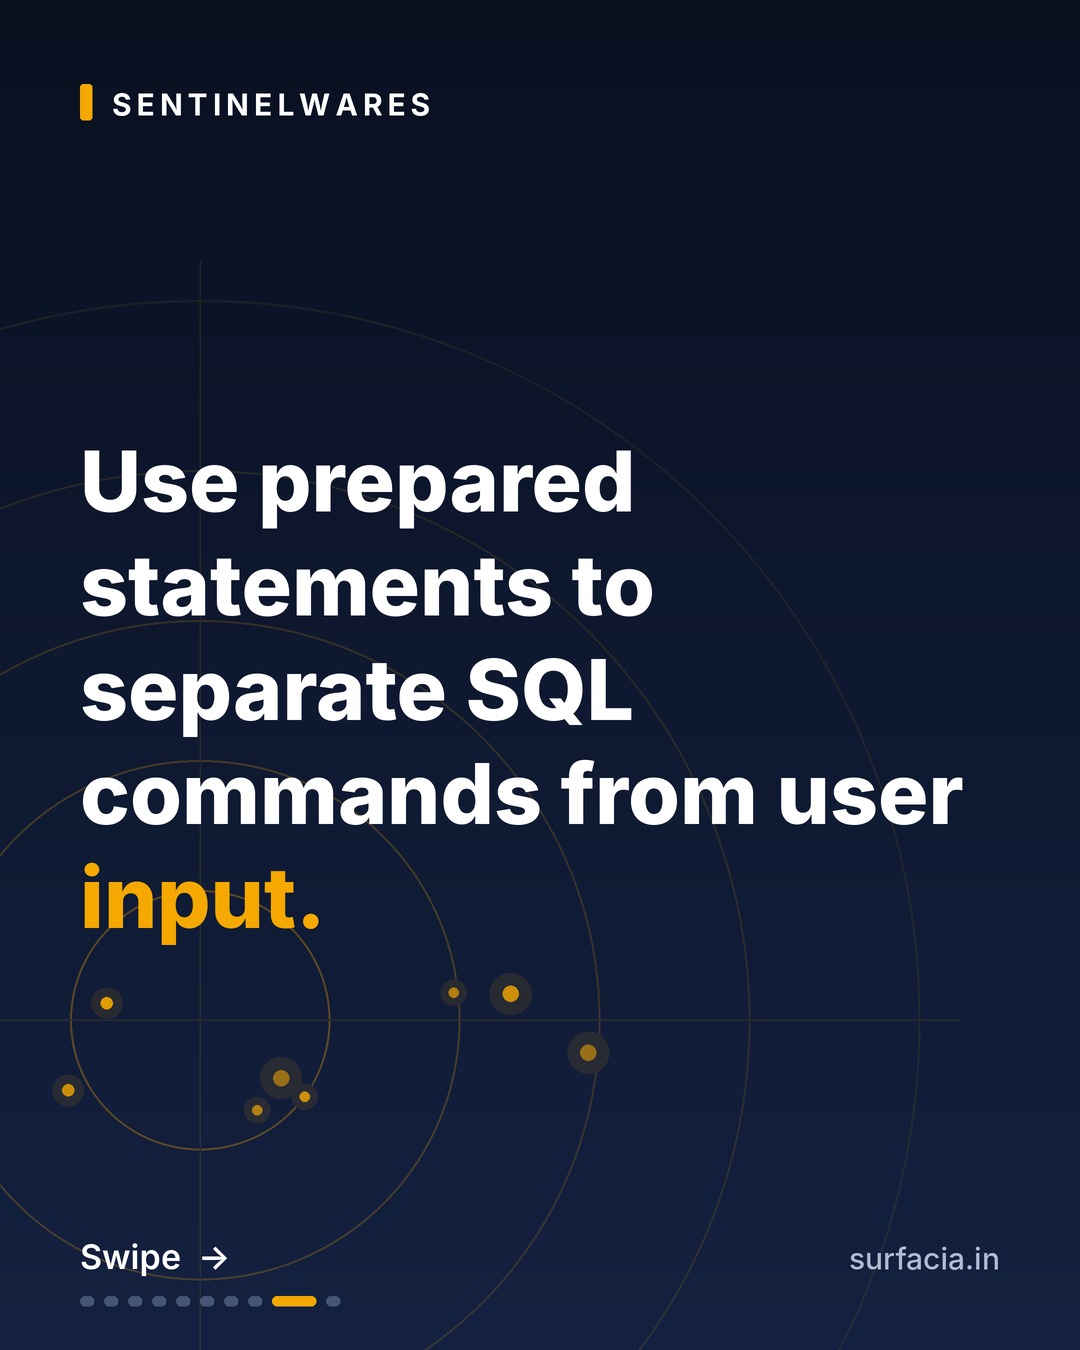 SENTINELWARES
Use prepared
statements to
separate SQL
commands from user
input.
Swipe →
surfacia.in